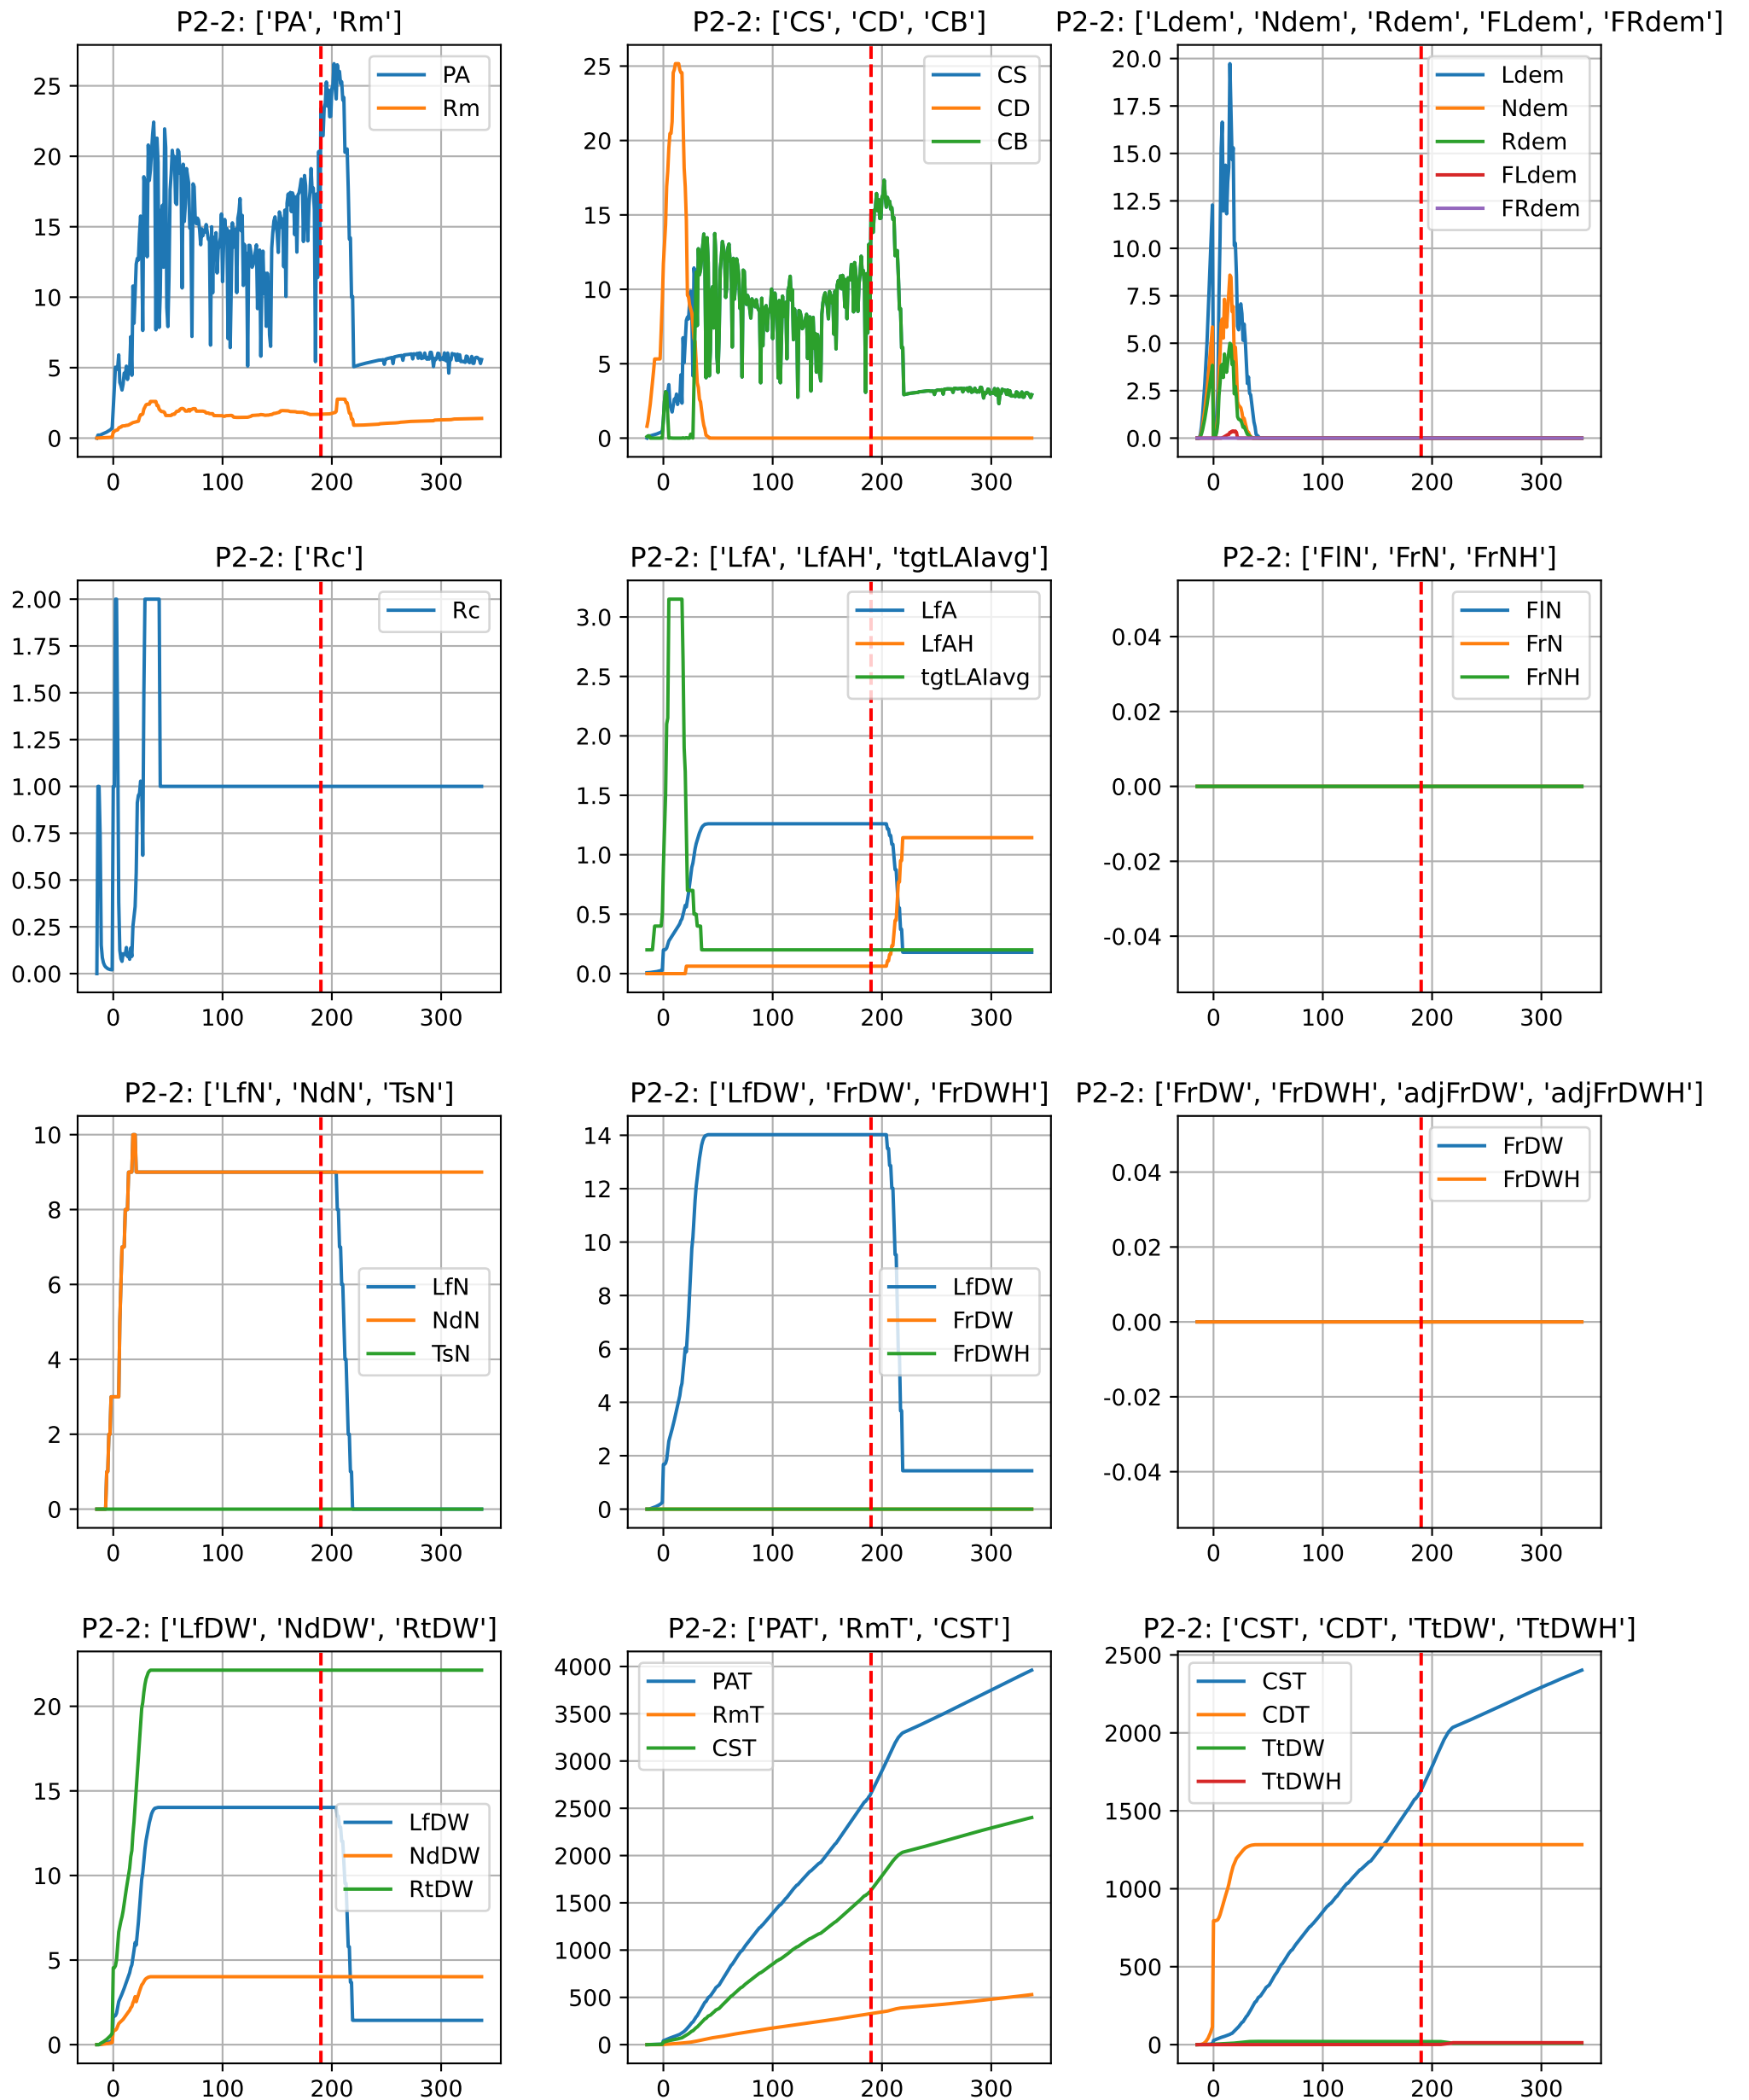 P2-2: ['PA', 'Rm']
25
20
15
10
5
0
0 100 200 300
PA
Rm
P2-2: ['CS', 'CD', 'CB']
25
20
15
10
5
0
0 100 200 300
CS
CD
CB
P2-2: ['Ldem', 'Ndem', 'Rdem', 'FLdem', 'FRdem']
20.0
17.5
15.0
12.5
10.0
7.5
5.0
2.5
0.0
0 100 200 300
Ldem
Ndem
Rdem
FLdem
FRdem
P2-2: ['Rc']
2.00
1.75
1.50
1.25
1.00
0.75
0.50
0.25
0.00
0 100 200 300
Rc
P2-2: ['LfA', 'LfAH', 'tgtLAIavg']
3.0
2.5
2.0
1.5
1.0
0.5
0.0
0 100 200 300
LfA
LfAH
tgtLAIavg
P2-2: ['FlN', 'FrN', 'FrNH']
0.04
0.02
0.00
-0.02
-0.04
0 100 200 300
FlN
FrN
FrNH
P2-2: ['LfN', 'NdN', 'TsN']
10
8
6
4
2
0
0 100 200 300
LfN
NdN
TsN
P2-2: ['LfDW', 'FrDW', 'FrDWH']
14
12
10
8
6
4
2
0
0 100 200 300
LfDW
FrDW
FrDWH
P2-2: ['FrDW', 'FrDWH', 'adjFrDW', 'adjFrDWH']
0.04
0.02
0.00
-0.02
-0.04
0 100 200 300
FrDW
FrDWH
P2-2: ['LfDW', 'NdDW', 'RtDW']
20
15
10
5
0
0 100 200 300
LfDW
NdDW
RtDW
P2-2: ['PAT', 'RmT', 'CST']
4000
3500
3000
2500
2000
1500
1000
500
0
0 100 200 300
PAT
RmT
CST
P2-2: ['CST', 'CDT', 'TtDW', 'TtDWH']
2500
2000
1500
1000
500
0
0 100 200 300
CST
CDT
TtDW
TtDWH